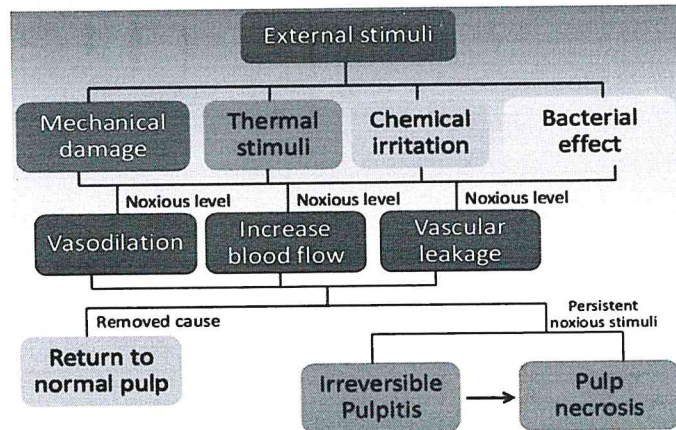 External stimuli
Mechanical
damage
Thermal
stimuli
Chemical
irritation
Bacterial
effect
Noxious level
Noxious level
Noxious level
Vasodilation
Increase
blood flow
Vascular
leakage
Removed cause
Persistent
noxious stimuli
Return to
normal pulp
Irreversible
Pulpitis
Pulp
necrosis